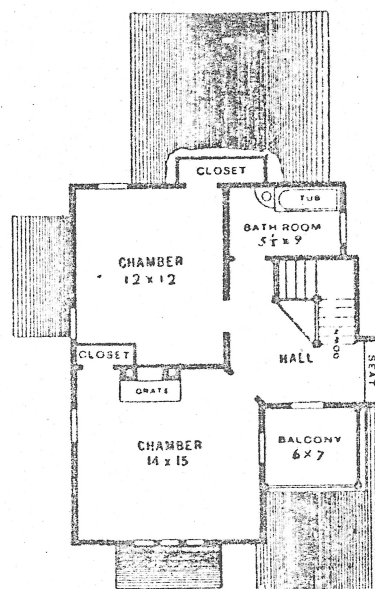 CLOSET
TUB
BATH ROOM
5½ x 9
CHAMBER
12 x 12
CLOSET
GRATE
HALL
SEAT
CHAMBER
14 x 15
BALCONY
6 x 7